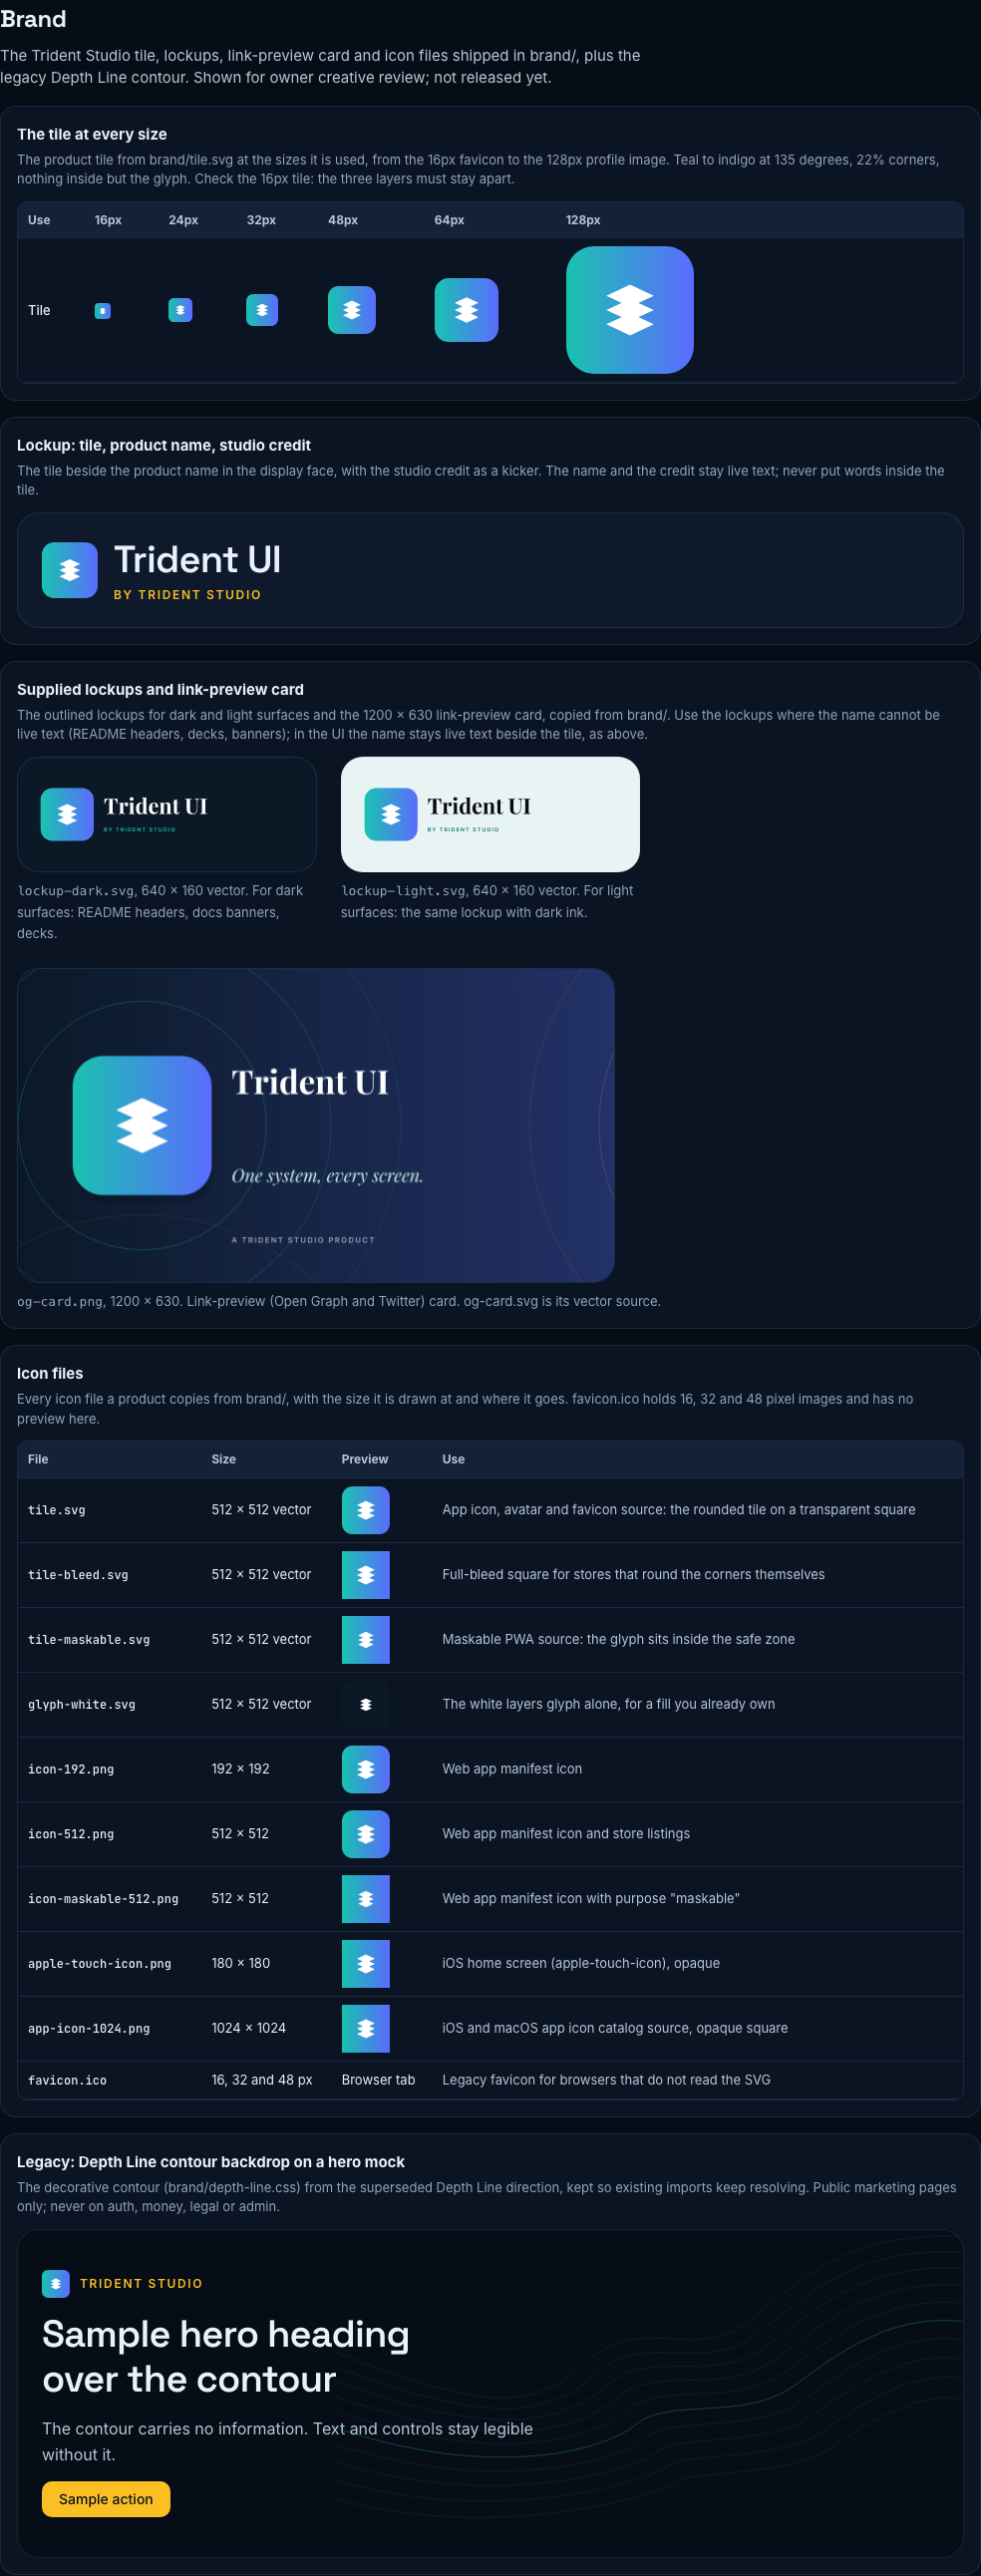 Brand
The Trident Studio tile, lockups, link-preview card and icon files shipped in brand/, plus the
legacy Depth Line contour. Shown for owner creative review; not released yet.
The tile at every size
The product tile from brand/tile.svg at the sizes it is used, from the 16px favicon to the 128px profile image. Teal to indigo at 135 degrees, 22% corners,
nothing inside but the glyph. Check the 16px tile: the three layers must stay apart.
Use 16px 24px 32px 48px 64px 128px
Tile
Lockup: tile, product name, studio credit
The tile beside the product name in the display face, with the studio credit as a kicker. The name and the credit stay live text; never put words inside the
tile.
Trident UI
BY TRIDENT STUDIO
Supplied lockups and link-preview card
The outlined lockups for dark and light surfaces and the 1200 × 630 link-preview card, copied from brand/. Use the lockups where the name cannot be
live text (README headers, decks, banners); in the UI the name stays live text beside the tile, as above.
Trident UI
BY TRIDENT STUDIO
Trident UI
BY TRIDENT STUDIO
lockup-dark.svg, 640 × 160 vector. For dark
surfaces: README headers, docs banners,
decks.
lockup-light.svg, 640 × 160 vector. For light
surfaces: the same lockup with dark ink.
Trident UI
One system, every screen.
A TRIDENT STUDIO PRODUCT
og-card.png, 1200 × 630. Link-preview (Open Graph and Twitter) card. og-card.svg is its vector source.
Icon files
Every icon file a product copies from brand/, with the size it is drawn at and where it goes. favicon.ico holds 16, 32 and 48 pixel images and has no
preview here.
File Size Preview Use
tile.svg 512 × 512 vector App icon, avatar and favicon source: the rounded tile on a transparent square
tile-bleed.svg 512 × 512 vector Full-bleed square for stores that round the corners themselves
tile-maskable.svg 512 × 512 vector Maskable PWA source: the glyph sits inside the safe zone
glyph-white.svg 512 × 512 vector The white layers glyph alone, for a fill you already own
icon-192.png 192 × 192 Web app manifest icon
icon-512.png 512 × 512 Web app manifest icon and store listings
icon-maskable-512.png 512 × 512 Web app manifest icon with purpose "maskable"
apple-touch-icon.png 180 × 180 iOS home screen (apple-touch-icon), opaque
app-icon-1024.png 1024 × 1024 iOS and macOS app icon catalog source, opaque square
favicon.ico 16, 32 and 48 px Browser tab Legacy favicon for browsers that do not read the SVG
Legacy: Depth Line contour backdrop on a hero mock
The decorative contour (brand/depth-line.css) from the superseded Depth Line direction, kept so existing imports keep resolving. Public marketing pages
only; never on auth, money, legal or admin.
TRIDENT STUDIO
Sample hero heading
over the contour
The contour carries no information. Text and controls stay legible
without it.
Sample action